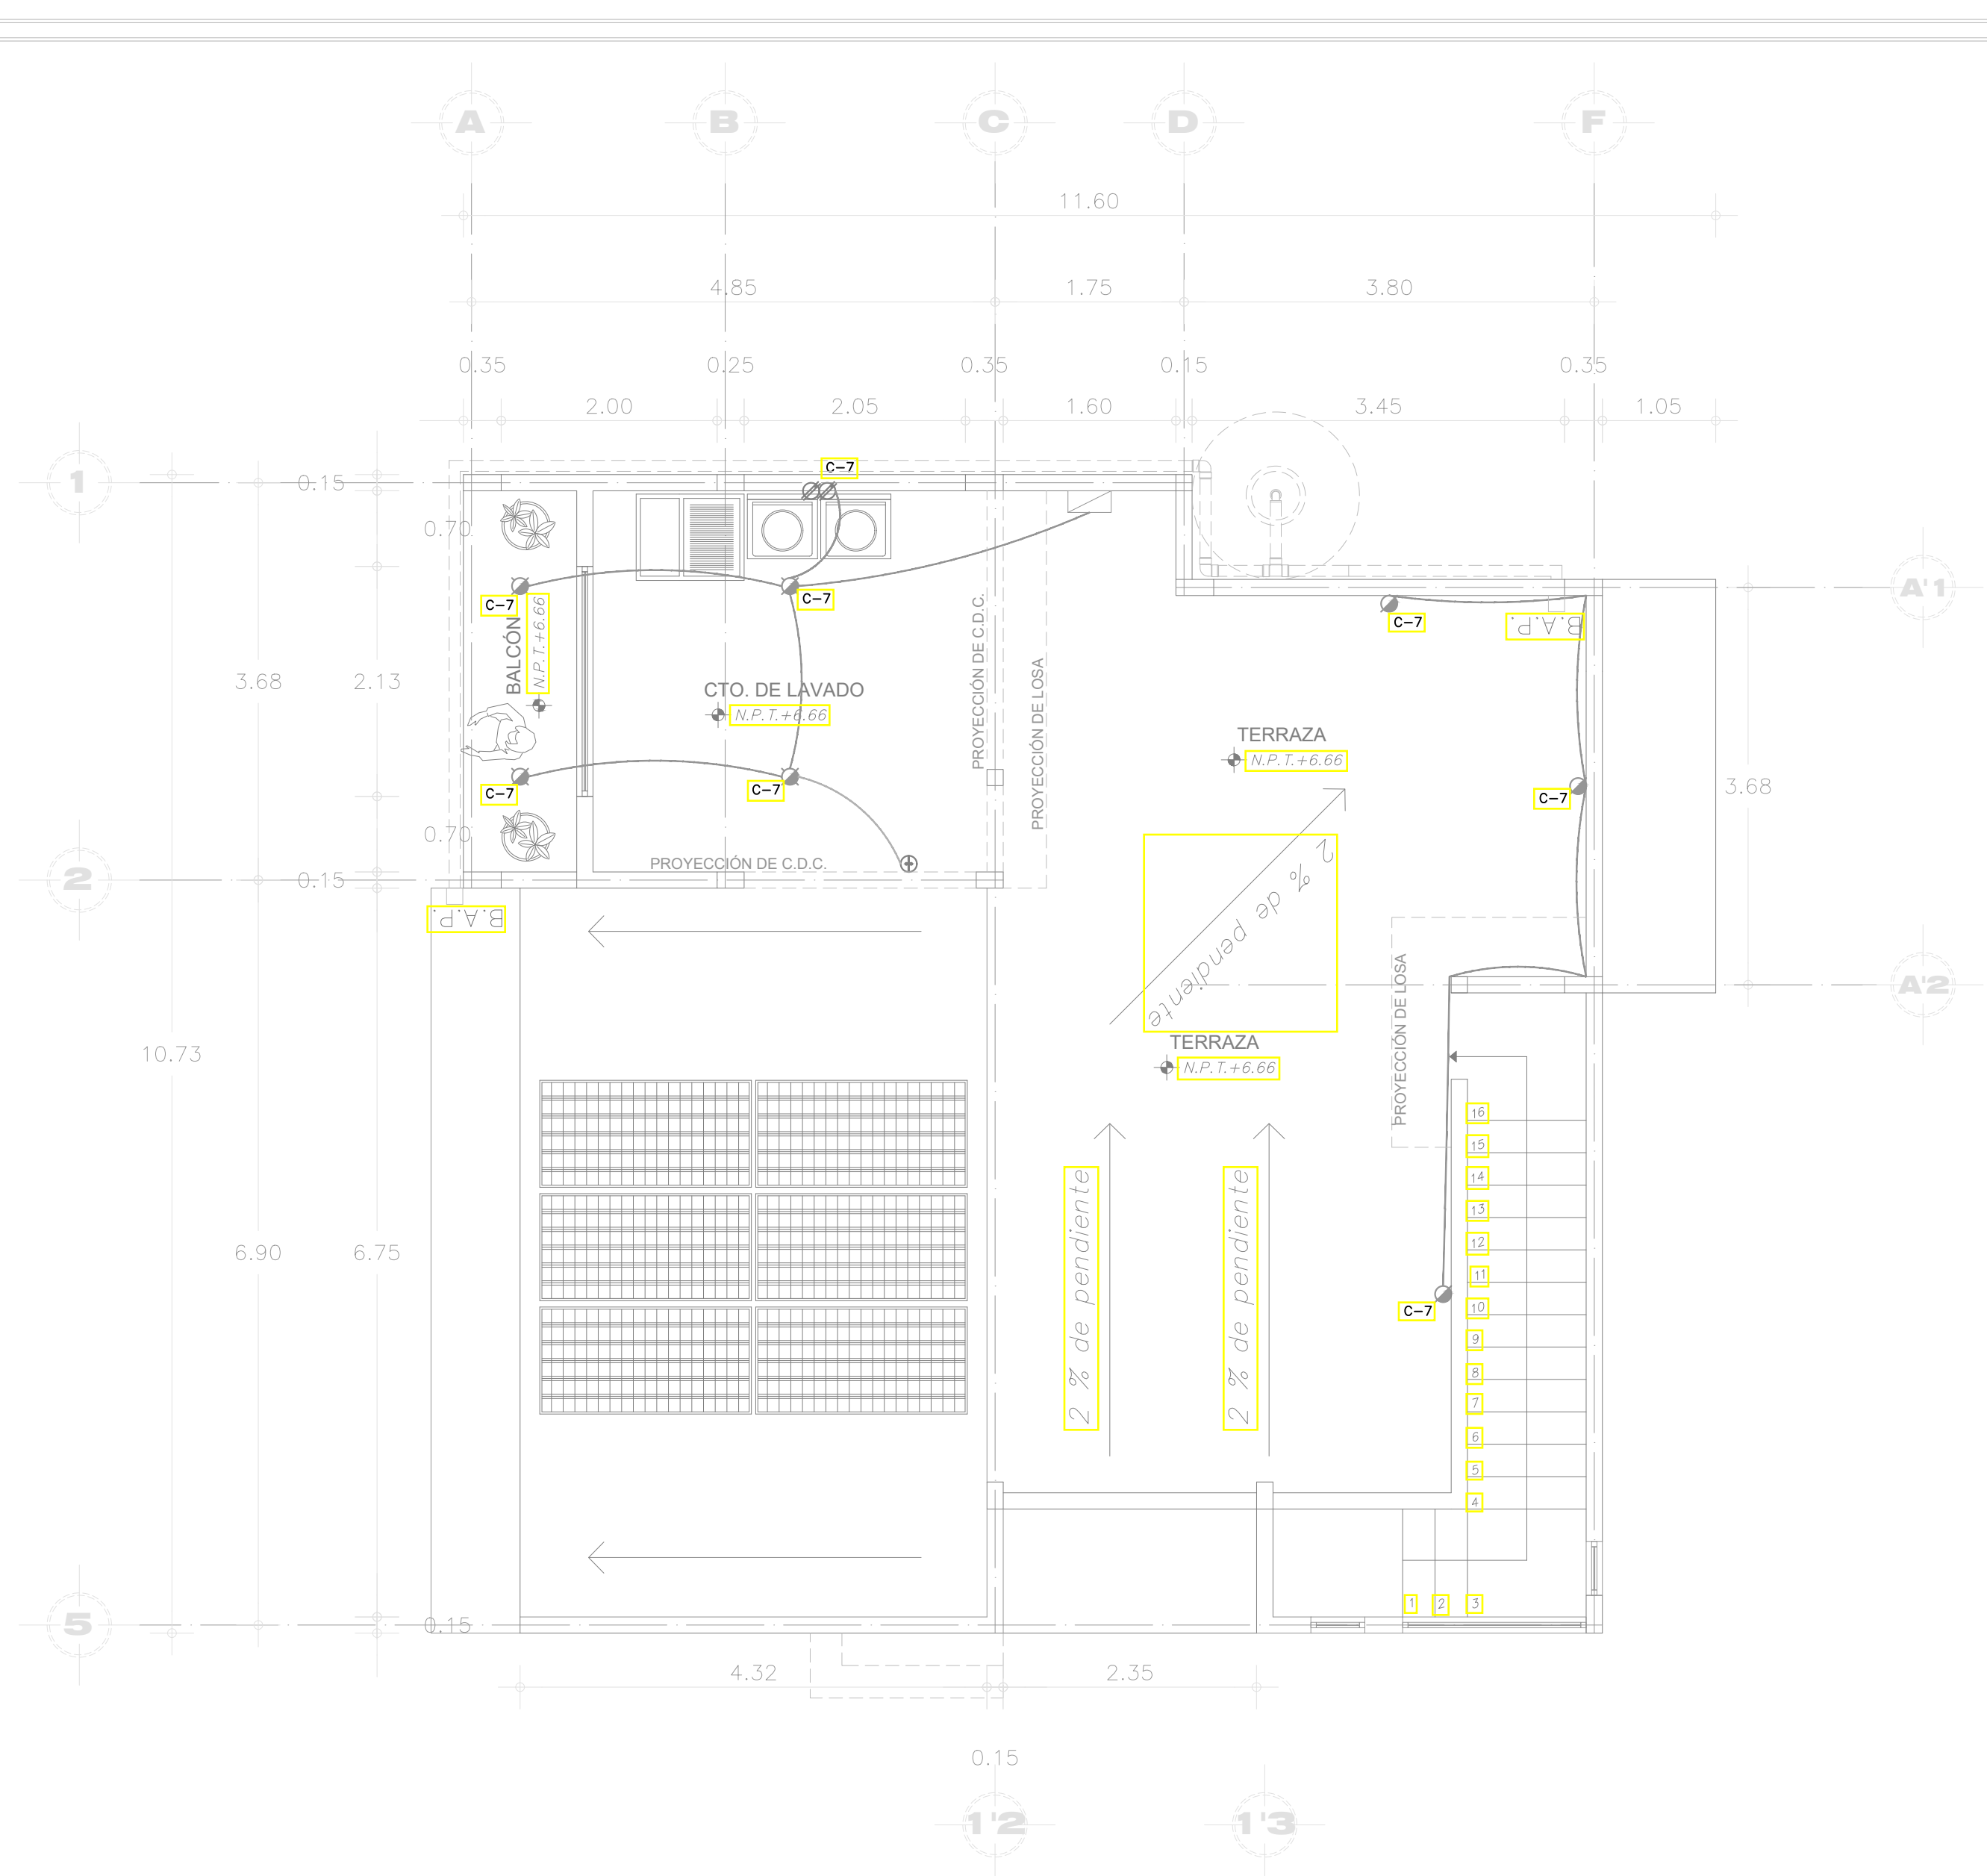 A
B
C
D
F
11.60
4.85
1.75
3.80
0.35
0.25
0.35
0.15
0.35
2.00
2.05
1.60
3.45
1.05
1
0.15
C-7
0.70
A'1
C-7
C-7
C-7
B.A.P.
BALCÓN
N.P.T.+6.66
PROYECCIÓN DE C.D.C.
PROYECCIÓN DE LOSA
3.68
2.13
CTO. DE LAVADO
N.P.T.+6.66
TERRAZA
N.P.T.+6.66
3.68
C-7
C-7
C-7
0.70
PROYECCIÓN DE C.D.C.
2
0.15
2 % de pendiente
B.A.P.
PROYECCIÓN DE LOSA
A'2
10.73
TERRAZA
N.P.T.+6.66
16
15
14
13
12
11
10
9
8
7
6
5
4
2 % de pendiente
2 % de pendiente
6.90
6.75
C-7
1
2
3
5
0.15
4.32
2.35
0.15
1'2
1'3